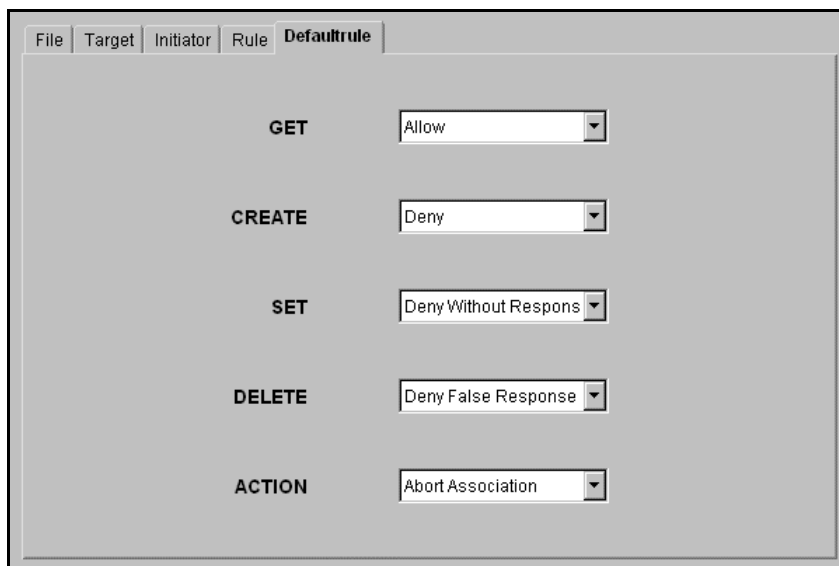 File Target Initiator Rule Defaultrule
GET Allow
CREATE Deny
SET Deny Without Respons
DELETE Deny False Response
ACTION Abort Association